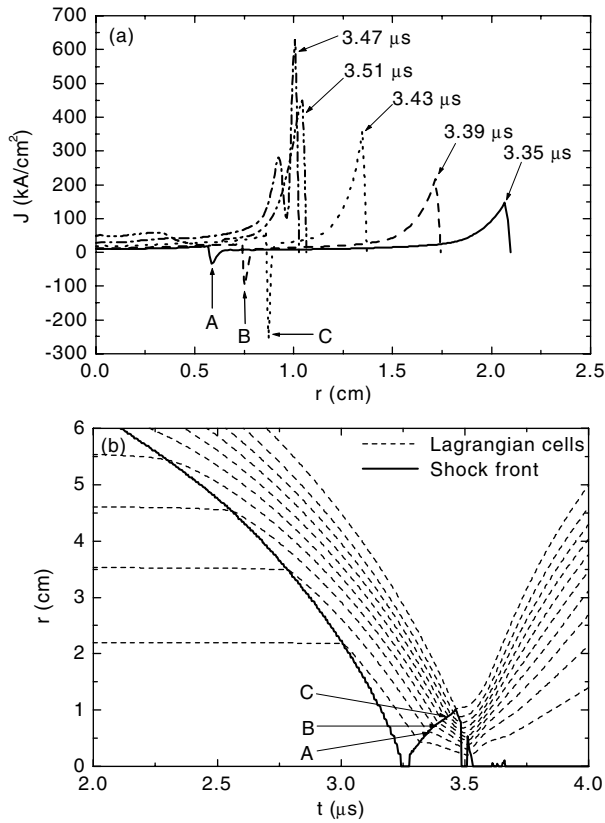 (a)
J (kA/cm²)
700
600
500
400
300
200
100
0
-100
-200
-300
3.47 μs
3.51 μs
3.43 μs
3.39 μs
3.35 μs
A
B
C
0.0 0.5 1.0 1.5 2.0 2.5
r (cm)
(b)
r (cm)
6
5
4
3
2
1
0
Lagrangian cells
Shock front
C
B
A
2.0 2.5 3.0 3.5 4.0
t (μs)